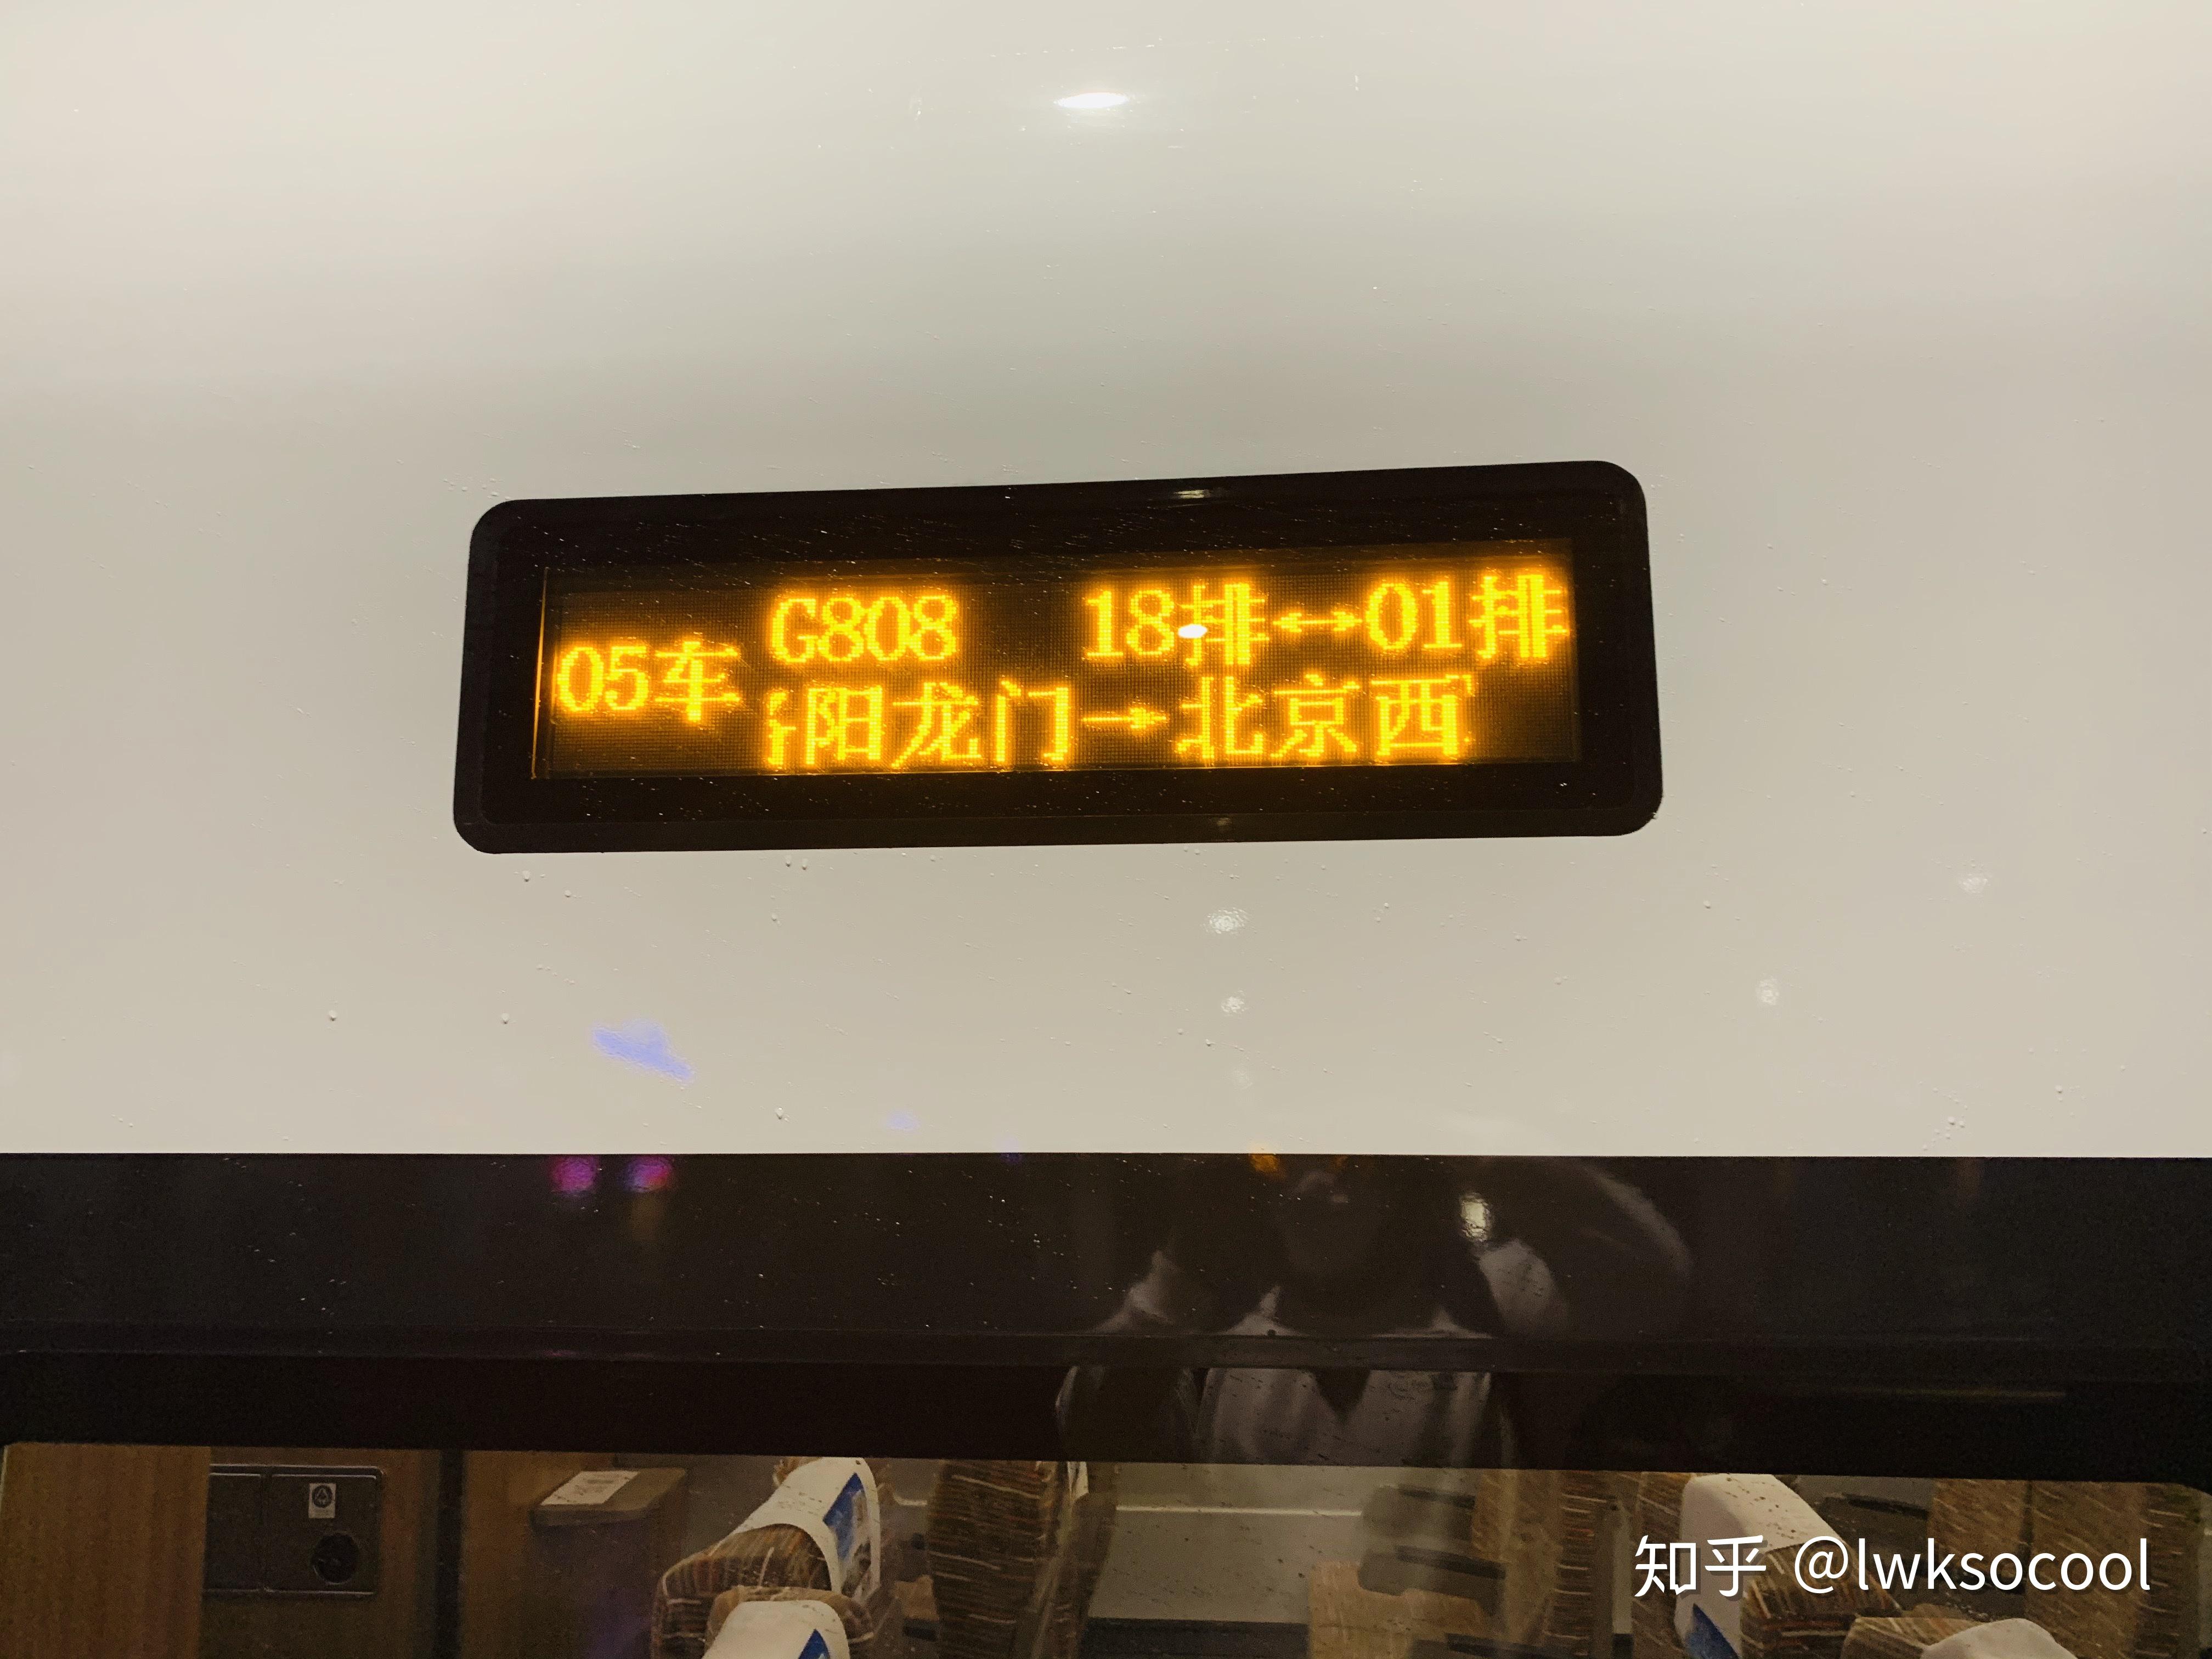 05车
G808 18排↔01排
阳龙门→北京西
知乎 @lwksocool